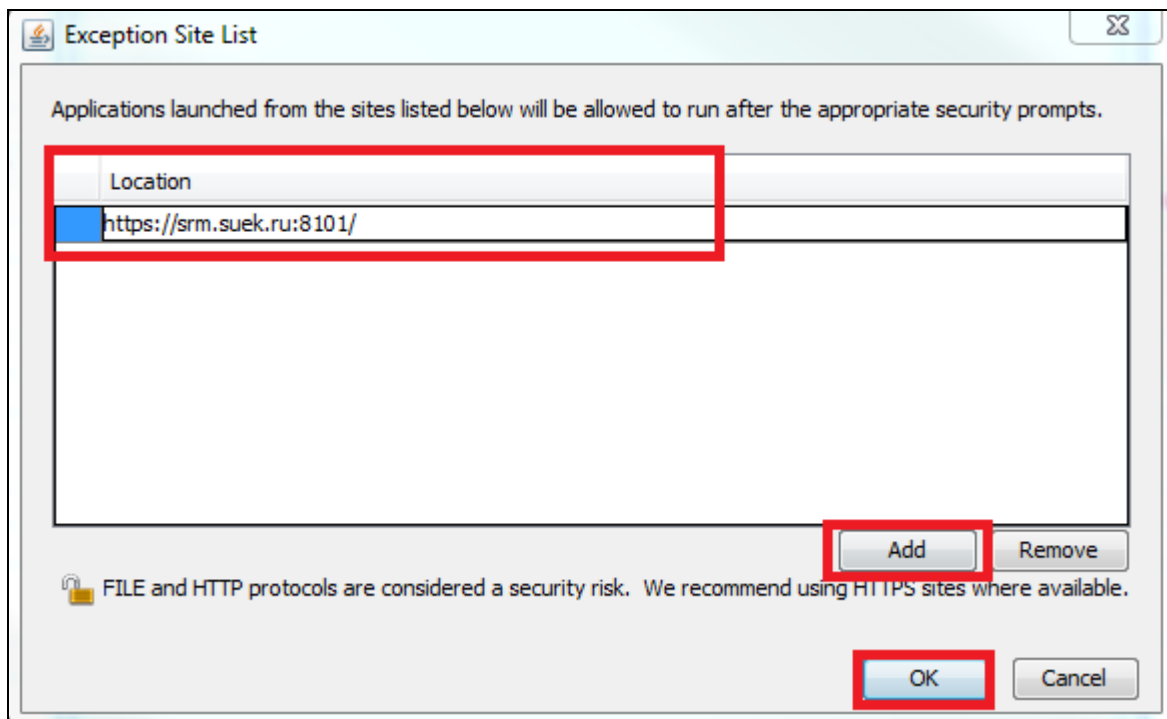 Exception Site List
Applications launched from the sites listed below will be allowed to run after the appropriate security prompts.
Location
https://srm.suek.ru:8101/
Add Remove
FILE and HTTP protocols are considered a security risk. We recommend using HTTPS sites where available.
OK Cancel